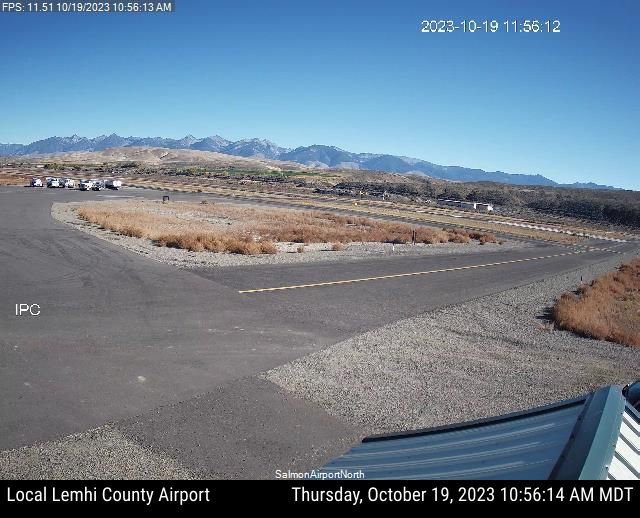 FPS: 11.51 10/19/2023 10:56:13 AM
2023-10-19 11:56:12
IPC
SalmonAirportNorth
Local Lemhi County Airport
Thursday, October 19, 2023 10:56:14 AM MDT